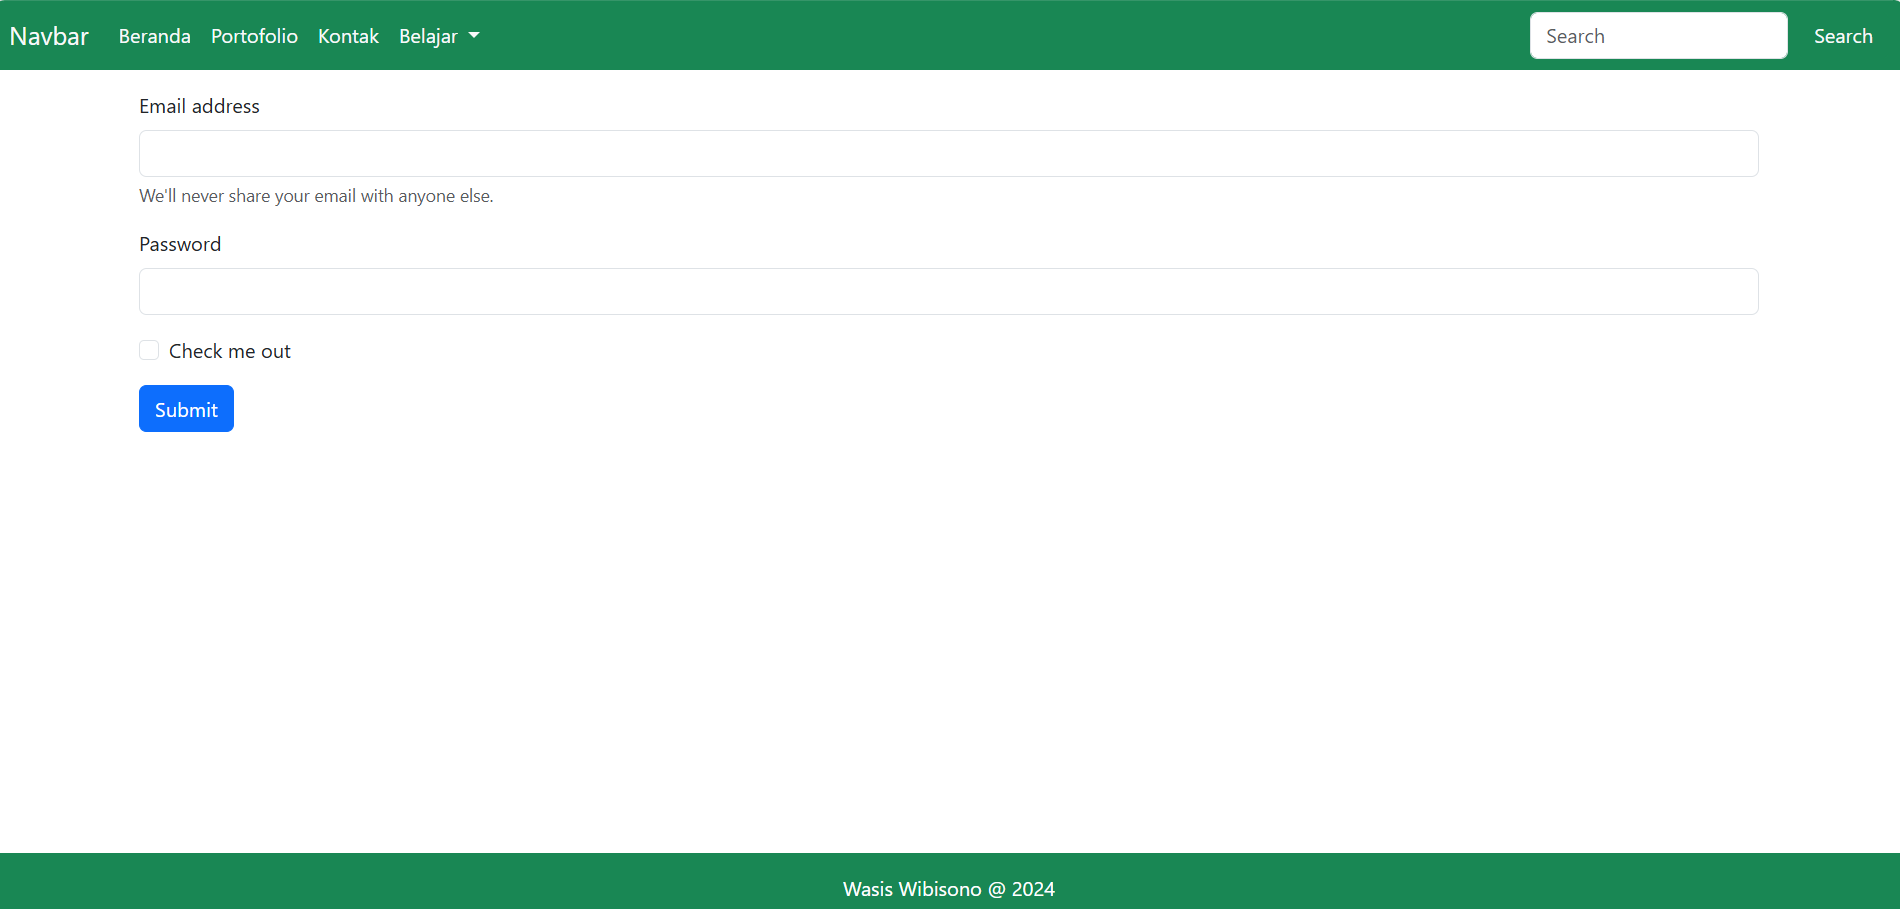 Navbar Beranda Portofolio Kontak Belajar Search Search
Email address
We'll never share your email with anyone else.
Password
Check me out
Submit
Wasis Wibisono @ 2024